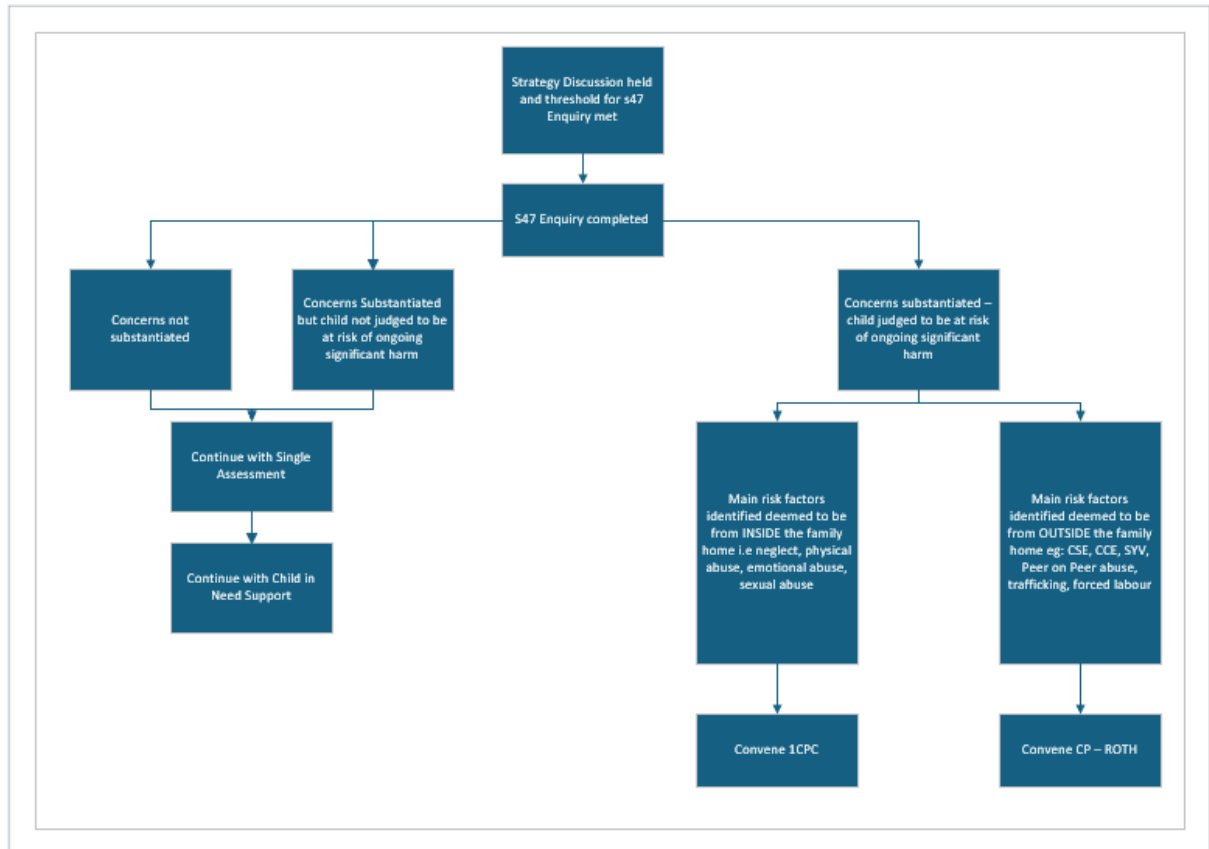 Strategy Discussion held
and threshold for s47
Enquiry met
S47 Enquiry completed
Concerns not
substantiated
Concerns Substantiated
but child not judged to be
at risk of ongoing
significant harm
Concerns substantiated –
child judged to be at risk
of ongoing significant
harm
Continue with Single
Assessment
Continue with Child in
Need Support
Main risk factors
identified deemed to be
from INSIDE the family
home i.e neglect, physical
abuse, emotional abuse,
sexual abuse
Main risk factors
identified deemed to be
from OUTSIDE the family
home eg: CSE, CCE, SYV,
Peer on Peer abuse,
trafficking, forced labour
Convene 1CPC
Convene CP – ROTH